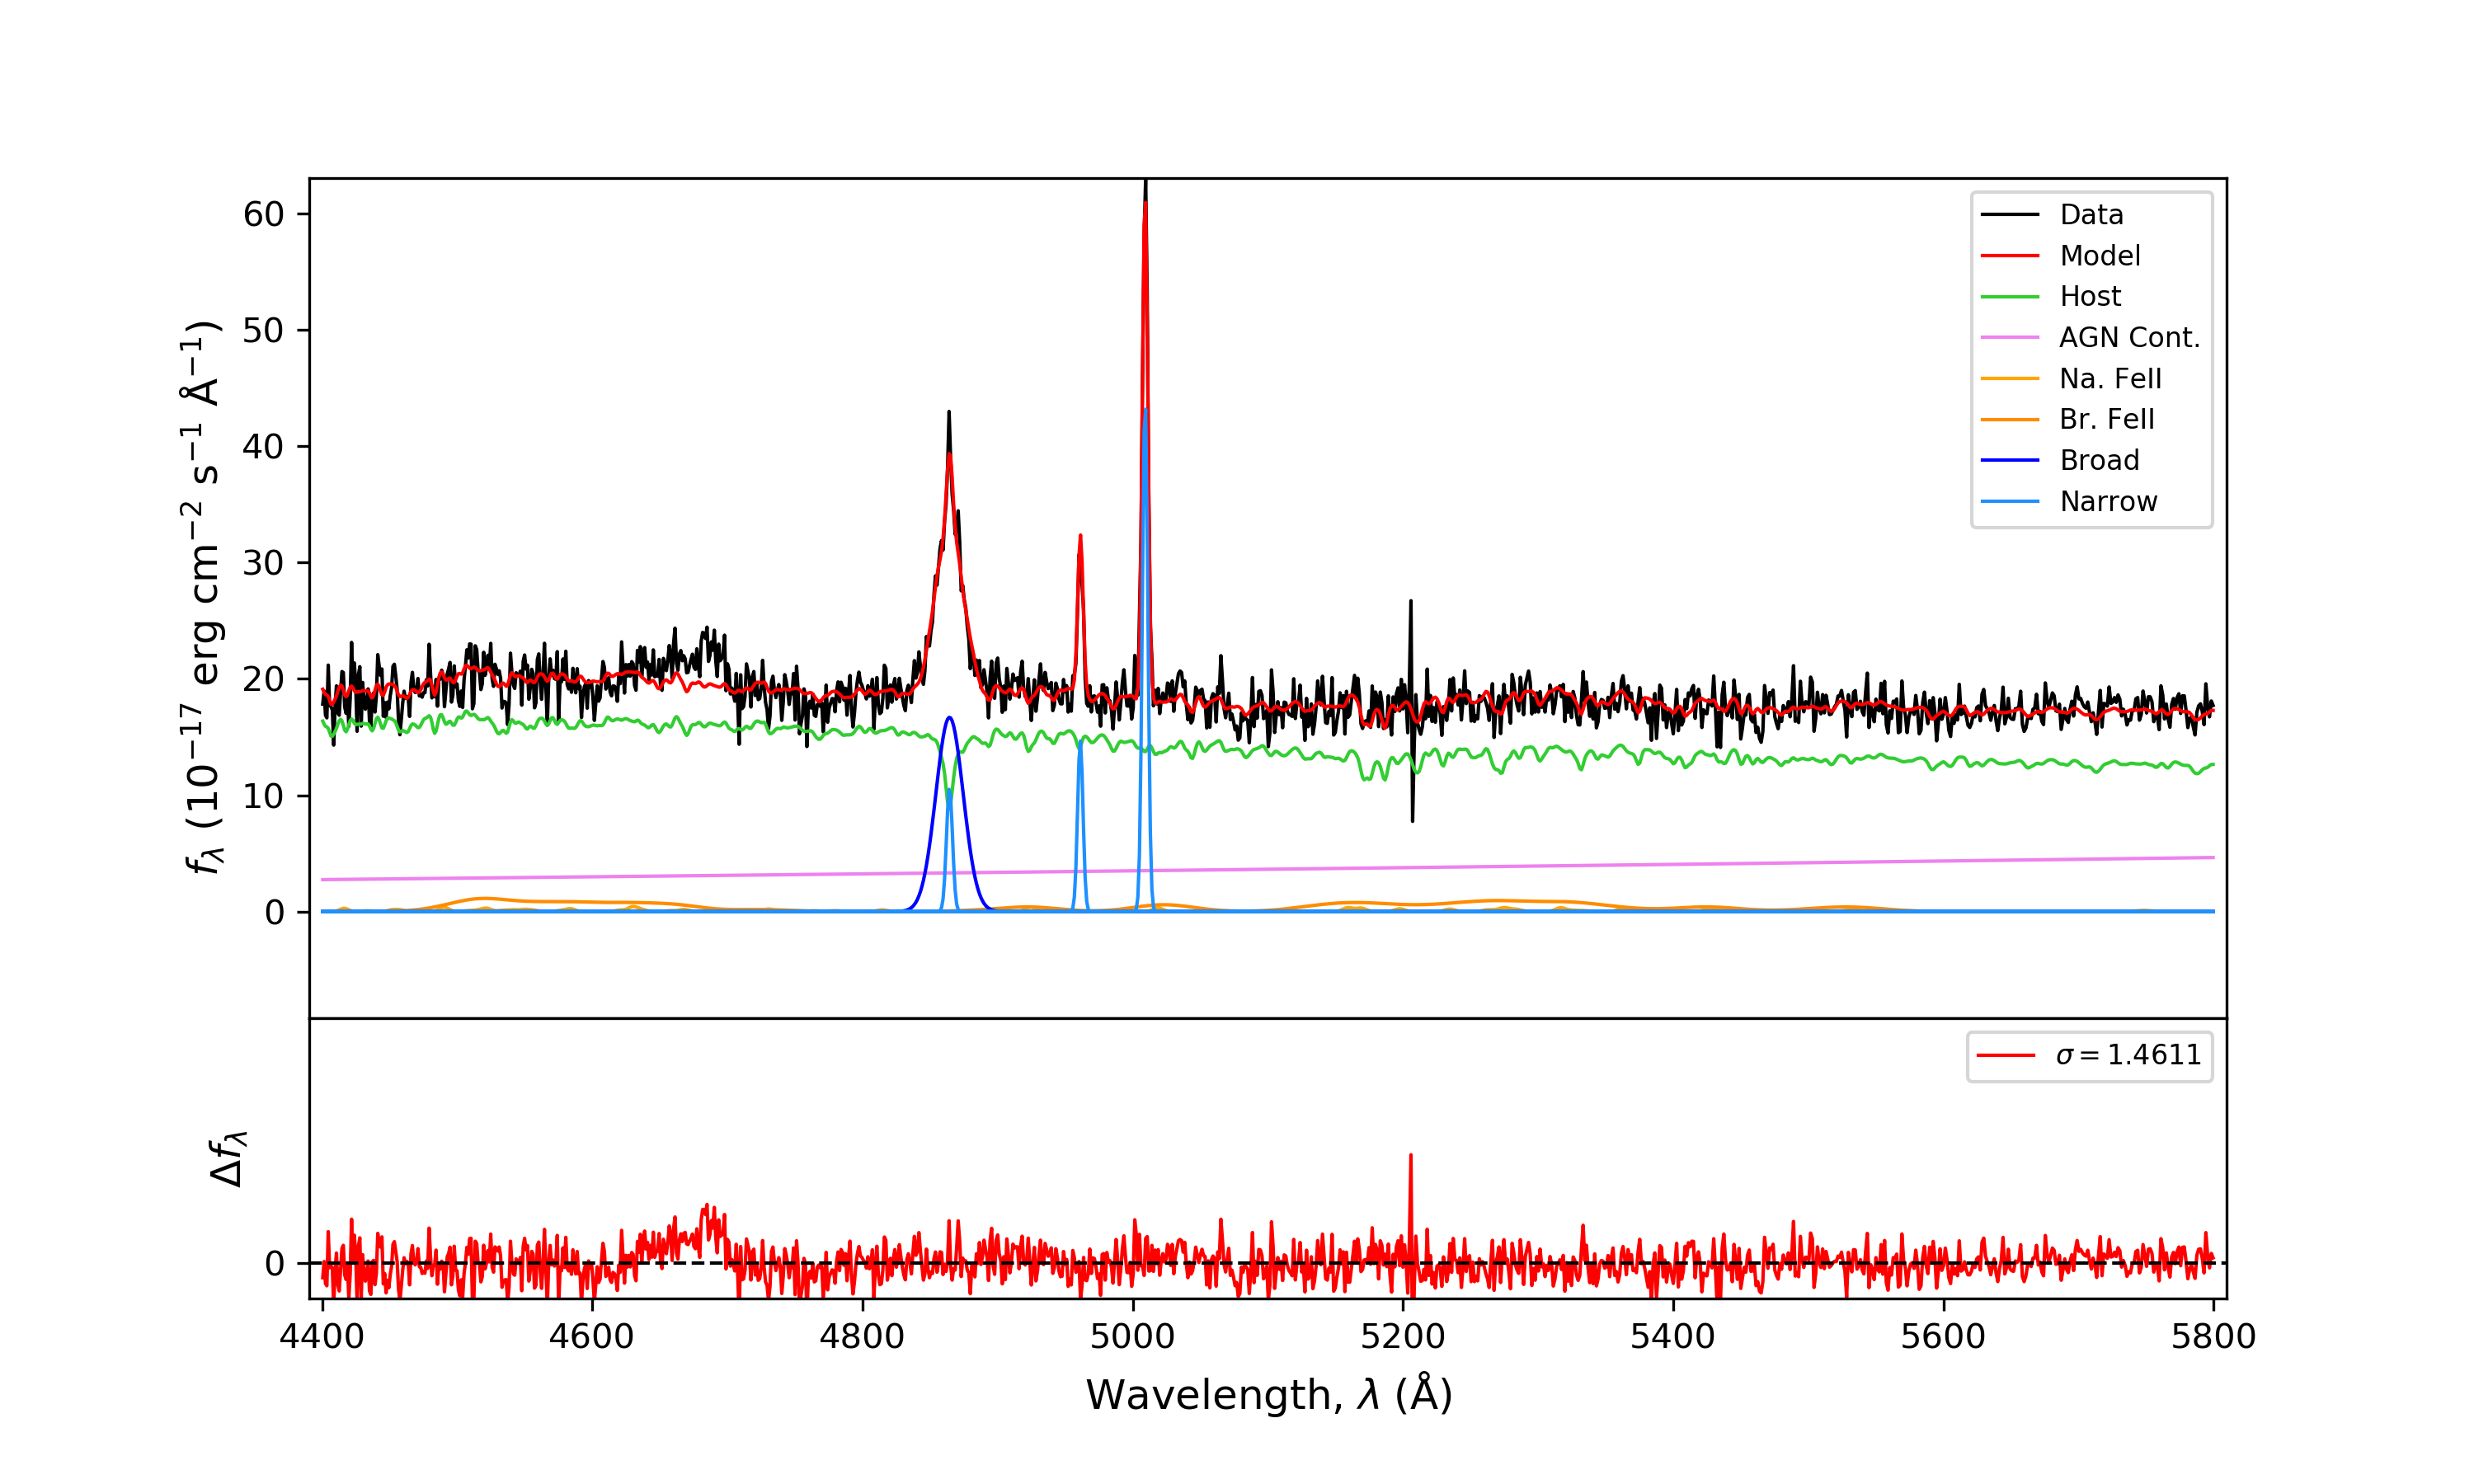 60
50
40
30
20
10
0
f_λ (10⁻¹⁷ erg cm⁻² s⁻¹ Å⁻¹)
Data
Model
Host
AGN Cont.
Na. FeII
Br. FeII
Broad
Narrow
σ = 1.4611
Δf_λ
0
4400 4600 4800 5000 5200 5400 5600 5800
Wavelength, λ (Å)